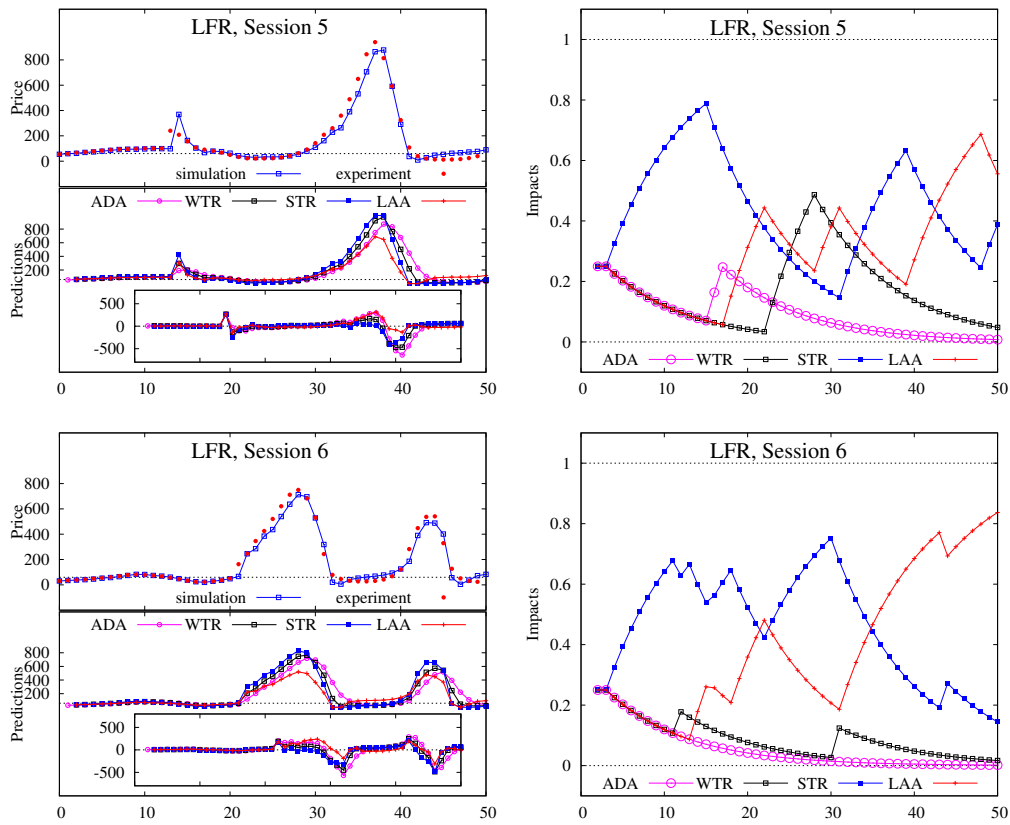 LFR, Session 5
Price
800
600
400
200
0
simulation experiment
ADA WTR STR LAA
Predictions
800
600
400
200
500
0
-500
0 10 20 30 40 50
LFR, Session 5
Impacts
1
0.8
0.6
0.4
0.2
0
ADA WTR STR LAA
0 10 20 30 40 50
LFR, Session 6
Price
800
600
400
200
0
simulation experiment
ADA WTR STR LAA
Predictions
800
600
400
200
500
0
-500
0 10 20 30 40 50
LFR, Session 6
Impacts
1
0.8
0.6
0.4
0.2
0
ADA WTR STR LAA
0 10 20 30 40 50